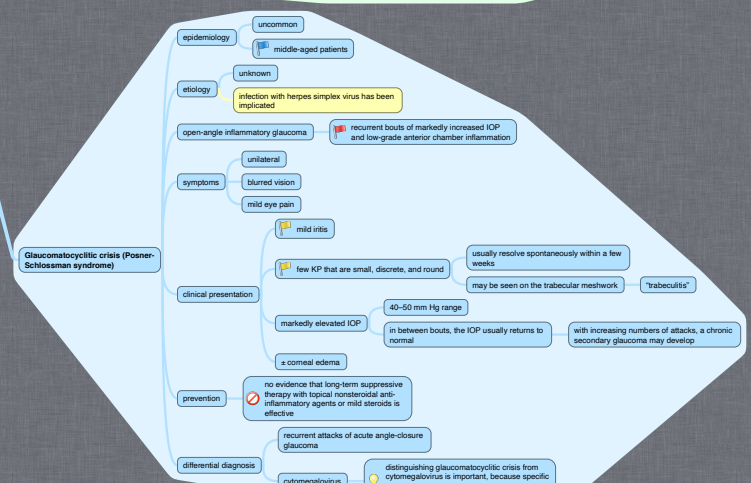 epidemiology
uncommon
middle-aged patients
etiology
unknown
infection with herpes simplex virus has been
implicated
open-angle inflammatory glaucoma
recurrent bouts of markedly increased IOP
and low-grade anterior chamber inflammation
symptoms
unilateral
blurred vision
mild eye pain
Glaucomatocyclitic crisis (Posner-
Schlossman syndrome)
clinical presentation
mild iritis
few KP that are small, discrete, and round
usually resolve spontaneously within a few
weeks
may be seen on the trabecular meshwork
"trabeculitis"
markedly elevated IOP
40–50 mm Hg range
in between bouts, the IOP usually returns to
normal
with increasing numbers of attacks, a chronic
secondary glaucoma may develop
± corneal edema
prevention
no evidence that long-term suppressive
therapy with topical nonsteroidal anti-
inflammatory agents or mild steroids is
effective
differential diagnosis
recurrent attacks of acute angle-closure
glaucoma
cytomegalovirus
distinguishing glaucomatocyclitic crisis from
cytomegalovirus is important, because specific